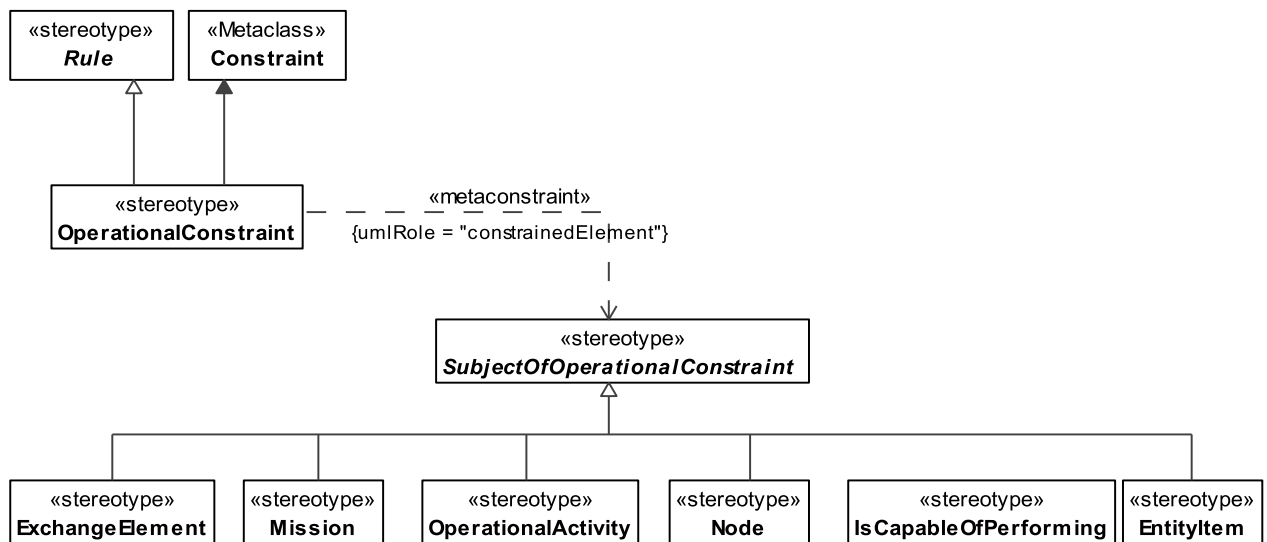 «stereotype»
Rule
«Metaclass»
Constraint
«stereotype»
OperationalConstraint
«metaconstraint»
{umlRole = "constrainedElement"}
«stereotype»
SubjectOfOperationalConstraint
«stereotype»
ExchangeElement
«stereotype»
Mission
«stereotype»
OperationalActivity
«stereotype»
Node
«stereotype»
IsCapableOfPerforming
«stereotype»
EntityItem